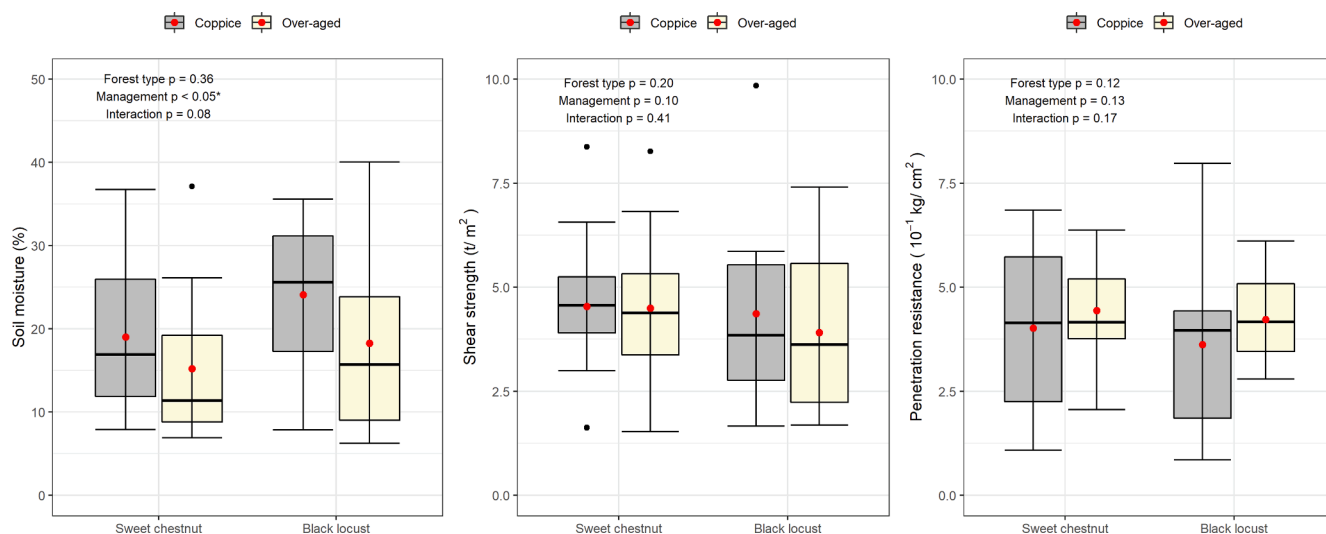 Coppice Over-aged
Forest type p = 0.36
Management p < 0.05*
Interaction p = 0.08
Soil moisture (%)
50
40
30
20
10
0
Sweet chestnut Black locust
Coppice Over-aged
Forest type p = 0.20
Management p = 0.10
Interaction p = 0.41
Shear strength (t/ m²)
10.0
7.5
5.0
2.5
0.0
Sweet chestnut Black locust
Coppice Over-aged
Forest type p = 0.12
Management p = 0.13
Interaction p = 0.17
Penetration resistance ( 10⁻¹ kg/ cm²)
10.0
7.5
5.0
2.5
0.0
Sweet chestnut Black locust